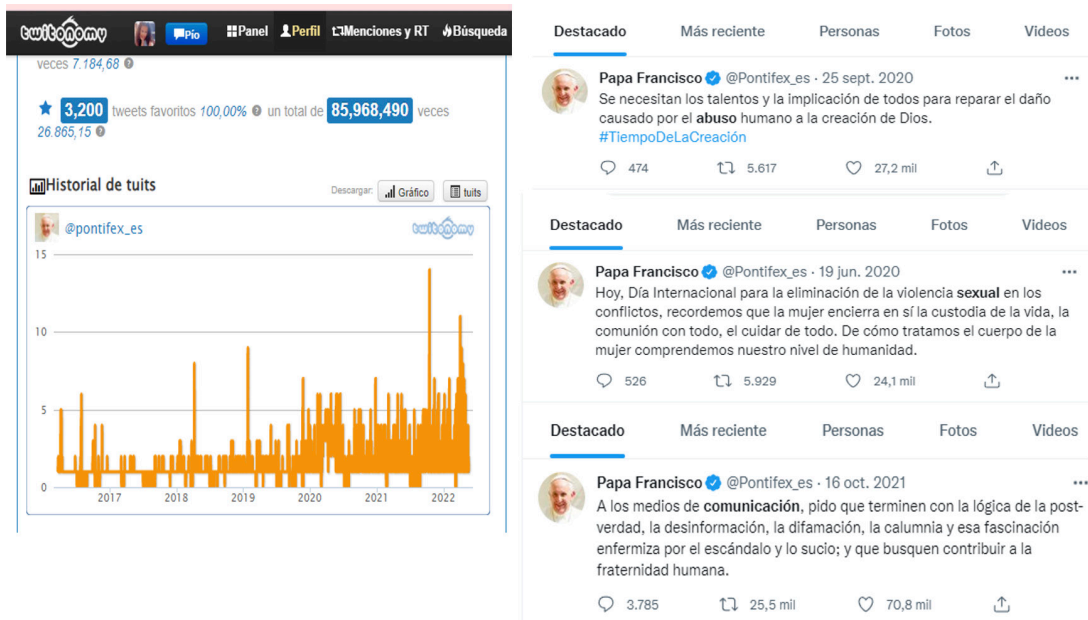 twitonomy Pío Panel Perfil Menciones y RT Búsqueda
veces 7.184,68
3,200 tweets favoritos 100,00% un total de 85,968,490 veces
26.865,15
Historial de tuits
Descargar: Gráfico tuits
@pontifex_es twitonomy
15
10
5
0
2017 2018 2019 2020 2021 2022
Destacado Más reciente Personas Fotos Videos
Papa Francisco @Pontifex_es · 25 sept. 2020
Se necesitan los talentos y la implicación de todos para reparar el daño
causado por el abuso humano a la creación de Dios.
#TiempoDeLaCreación
474 5.617 27,2 mil
Destacado Más reciente Personas Fotos Videos
Papa Francisco @Pontifex_es · 19 jun. 2020
Hoy, Día Internacional para la eliminación de la violencia sexual en los
conflictos, recordemos que la mujer encierra en sí la custodia de la vida, la
comunión con todo, el cuidar de todo. De cómo tratamos el cuerpo de la
mujer comprendemos nuestro nivel de humanidad.
526 5.929 24,1 mil
Destacado Más reciente Personas Fotos Videos
Papa Francisco @Pontifex_es · 16 oct. 2021
A los medios de comunicación, pido que terminen con la lógica de la post-
verdad, la desinformación, la difamación, la calumnia y esa fascinación
enfermiza por el escándalo y lo sucio; y que busquen contribuir a la
fraternidad humana.
3.785 25,5 mil 70,8 mil